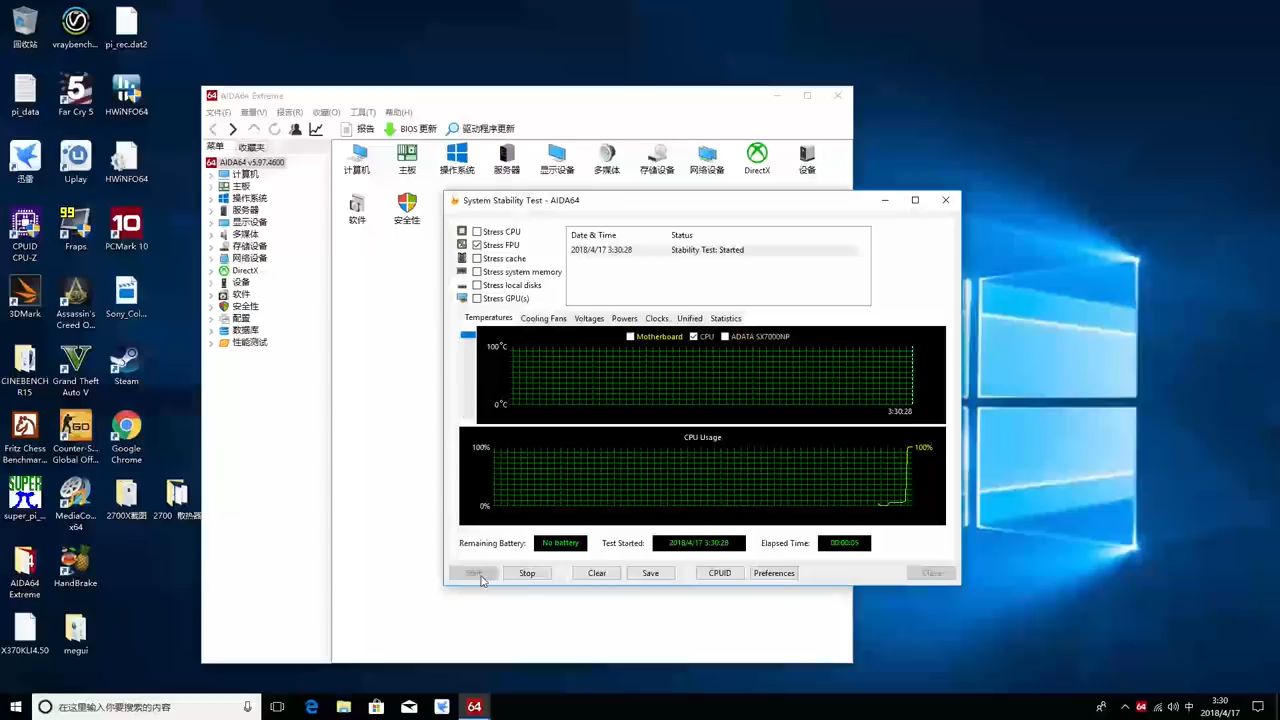 回收站
vraybench...
pi_rec.dat2
pi_data
Far Cry 5
HWiNFO64
迅雷
Uplay
HWiNFO64
CPUID
CPU-Z
99
Fraps
10
PCMark 10
3DMark
Assassin's
Creed O...
Sony_Col...
CINEBENCH
R15
Grand Theft
Auto V
Steam
Fritz Chess
Benchmar...
Counter-S...
Global Off...
Google
Chrome
SUPER
super_pi_...
MediaCo...
x64
2700X截图
2700 散热器
AIDA64
Extreme
HandBrake
X370KLI4.50
megui
64 AIDA64 Extreme
文件(F) 查看(V) 报告(R) 收藏(O) 工具(T) 帮助(H)
报告 BIOS 更新 驱动程序更新
菜单 收藏夹
64 AIDA64 v5.97.4600
计算机
主板
操作系统
服务器
显示设备
多媒体
存储设备
网络设备
DirectX
设备
软件
安全性
配置
数据库
性能测试
计算机 主板 操作系统 服务器 显示设备 多媒体 存储设备 网络设备 DirectX 设备
软件 安全性
System Stability Test - AIDA64
Stress CPU
Stress FPU
Stress cache
Stress system memory
Stress local disks
Stress GPU(s)
Date & Time Status
2018/4/17 3:30:28 Stability Test: Started
Temperatures Cooling Fans Voltages Powers Clocks Unified Statistics
Motherboard CPU ADATA SX7000NP
100°C
0°C
3:30:28
CPU Usage
100% 100%
0%
Remaining Battery: No battery Test Started: 2018/4/17 3:30:28 Elapsed Time: 00:00:05
Start Stop Clear Save CPUID Preferences Close
在这里输入你要搜索的内容
64
64
中
3:30
2018/4/17